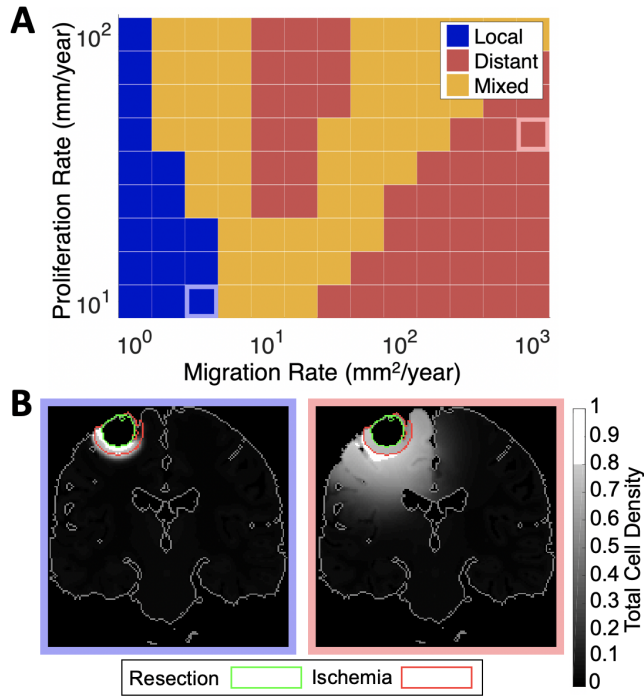 A
Proliferation Rate (mm/year)
10²
10¹
Local
Distant
Mixed
10⁰
10¹
10²
10³
Migration Rate (mm²/year)
B
1
0.9
0.8
0.7
0.6
0.5
0.4
0.3
0.2
0.1
0
Total Cell Density
Resection
Ischemia